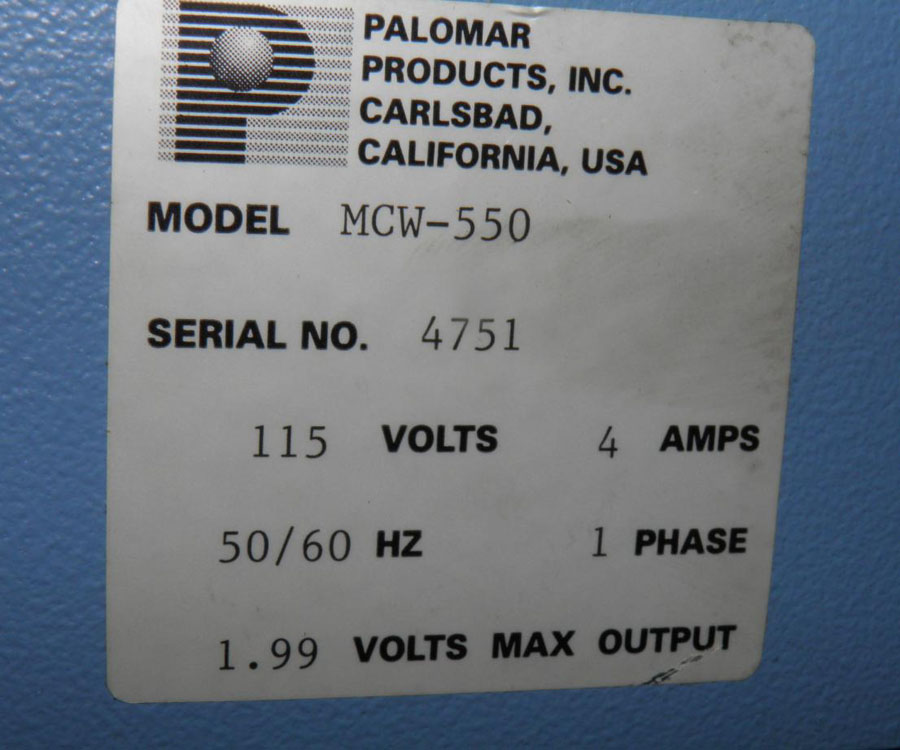 PALOMAR
PRODUCTS, INC.
CARLSBAD,
CALIFORNIA, USA
MODEL MCW-550
SERIAL NO. 4751
115 VOLTS 4 AMPS
50/60 HZ 1 PHASE
1.99 VOLTS MAX OUTPUT